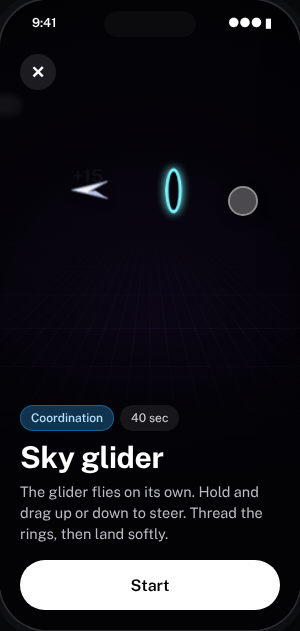 9:41
+15
Coordination
40 sec
Sky glider
The glider flies on its own. Hold and
drag up or down to steer. Thread the
rings, then land softly.
Start